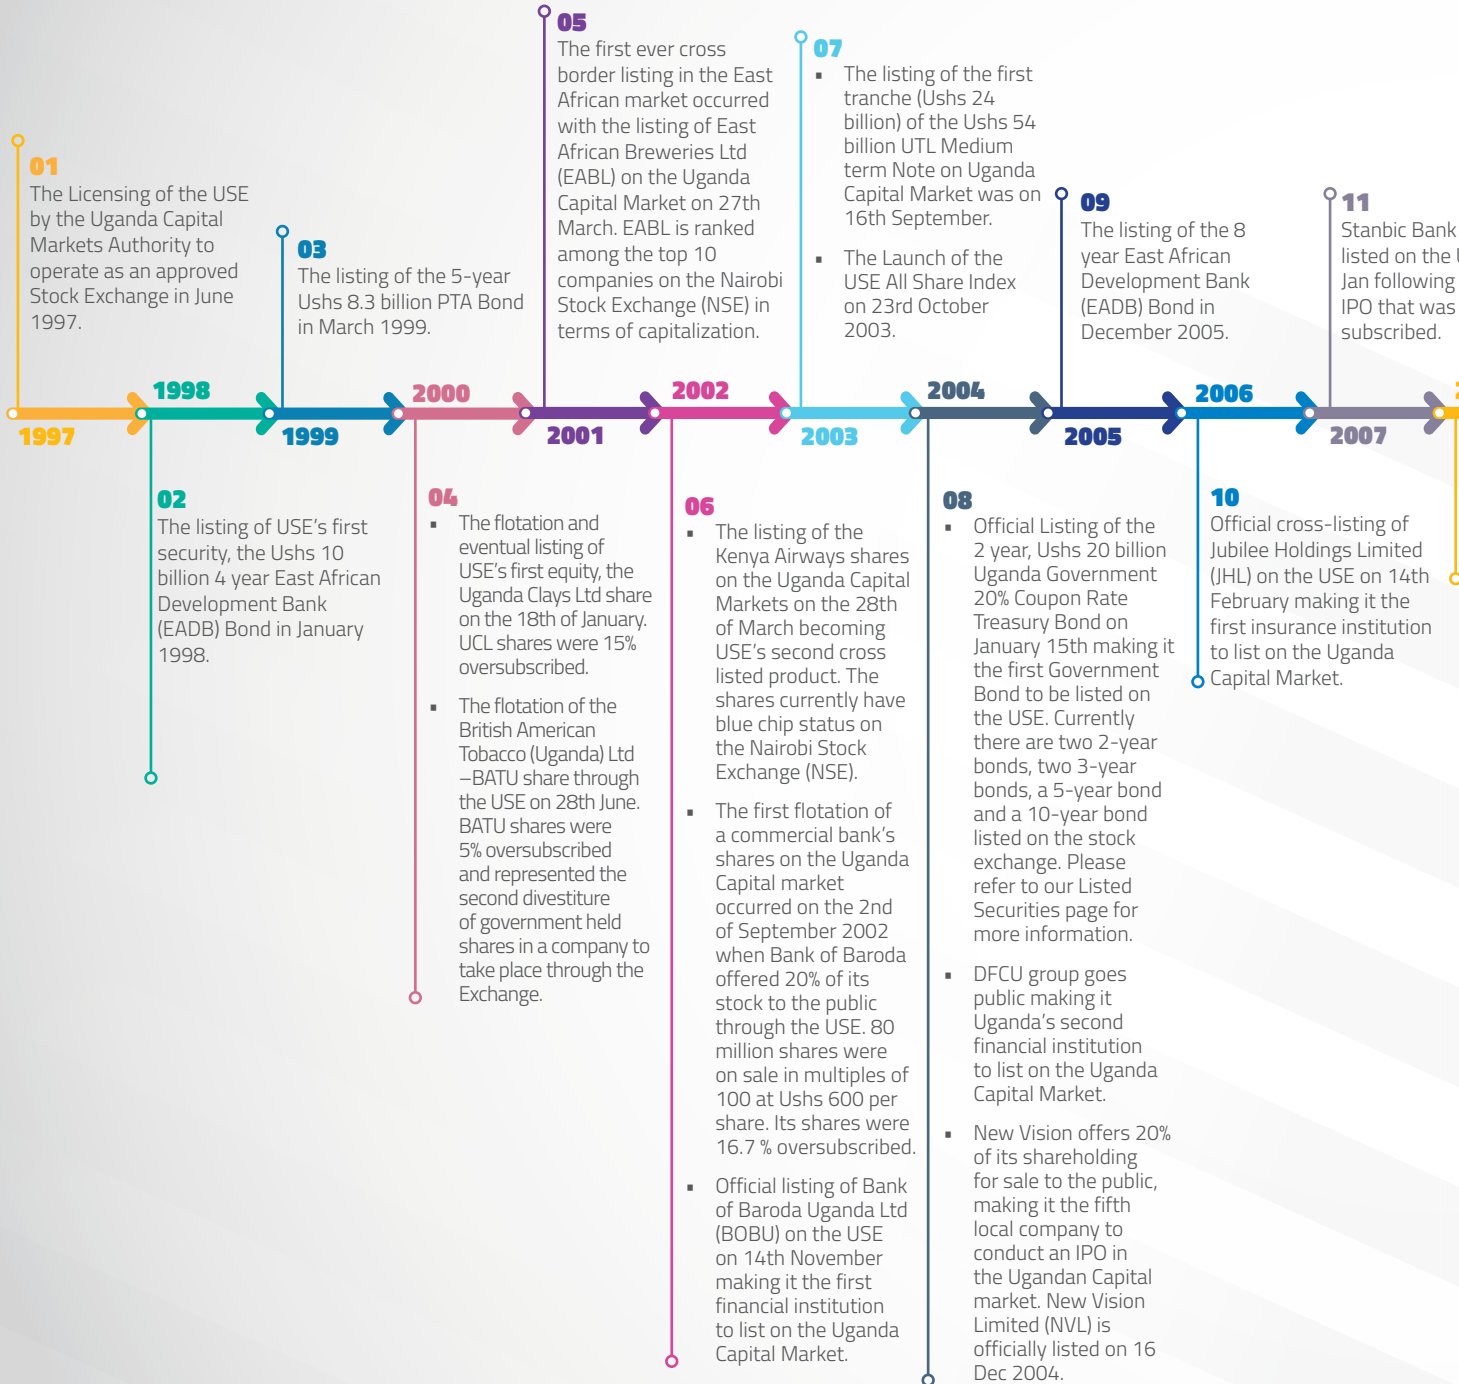 01
The Licensing of the USE
by the Uganda Capital
Markets Authority to
operate as an approved
Stock Exchange in June
1997.
03
The listing of the 5-year
Ushs 8.3 billion PTA Bond
in March 1999.
05
The first ever cross
border listing in the East
African market occurred
with the listing of East
African Breweries Ltd
(EABL) on the Uganda
Capital Market on 27th
March. EABL is ranked
among the top 10
companies on the Nairobi
Stock Exchange (NSE) in
terms of capitalization.
07
▪ The listing of the first
tranche (Ushs 24
billion) of the Ushs 54
billion UTL Medium
term Note on Uganda
Capital Market was on
16th September.
▪ The Launch of the
USE All Share Index
on 23rd October
2003.
09
The listing of the 8
year East African
Development Bank
(EADB) Bond in
December 2005.
11
Stanbic Bank
listed on the
Jan following
IPO that was
subscribed.
1997
1998
1999
2000
2001
2002
2003
2004
2005
2006
2007
02
The listing of USE’s first
security, the Ushs 10
billion 4 year East African
Development Bank
(EADB) Bond in January
1998.
04
▪ The flotation and
eventual listing of
USE’s first equity, the
Uganda Clays Ltd share
on the 18th of January.
UCL shares were 15%
oversubscribed.
▪ The flotation of the
British American
Tobacco (Uganda) Ltd
–BATU share through
the USE on 28th June.
BATU shares were
5% oversubscribed
and represented the
second divestiture
of government held
shares in a company to
take place through the
Exchange.
06
▪ The listing of the
Kenya Airways shares
on the Uganda Capital
Markets on the 28th
of March becoming
USE’s second cross
listed product. The
shares currently have
blue chip status on
the Nairobi Stock
Exchange (NSE).
▪ The first flotation of
a commercial bank’s
shares on the Uganda
Capital market
occurred on the 2nd
of September 2002
when Bank of Baroda
offered 20% of its
stock to the public
through the USE. 80
million shares were
on sale in multiples of
100 at Ushs 600 per
share. Its shares were
16.7 % oversubscribed.
▪ Official listing of Bank
of Baroda Uganda Ltd
(BOBU) on the USE
on 14th November
making it the first
financial institution
to list on the Uganda
Capital Market.
08
▪ Official Listing of the
2 year, Ushs 20 billion
Uganda Government
20% Coupon Rate
Treasury Bond on
January 15th making it
the first Government
Bond to be listed on
the USE. Currently
there are two 2-year
bonds, two 3-year
bonds, a 5-year bond
and a 10-year bond
listed on the stock
exchange. Please
refer to our Listed
Securities page for
more information.
▪ DFCU group goes
public making it
Uganda’s second
financial institution
to list on the Uganda
Capital Market.
▪ New Vision offers 20%
of its shareholding
for sale to the public,
making it the fifth
local company to
conduct an IPO in
the Ugandan Capital
market. New Vision
Limited (NVL) is
officially listed on 16
Dec 2004.
10
Official cross-listing of
Jubilee Holdings Limited
(JHL) on the USE on 14th
February making it the
first insurance institution
to list on the Uganda
Capital Market.